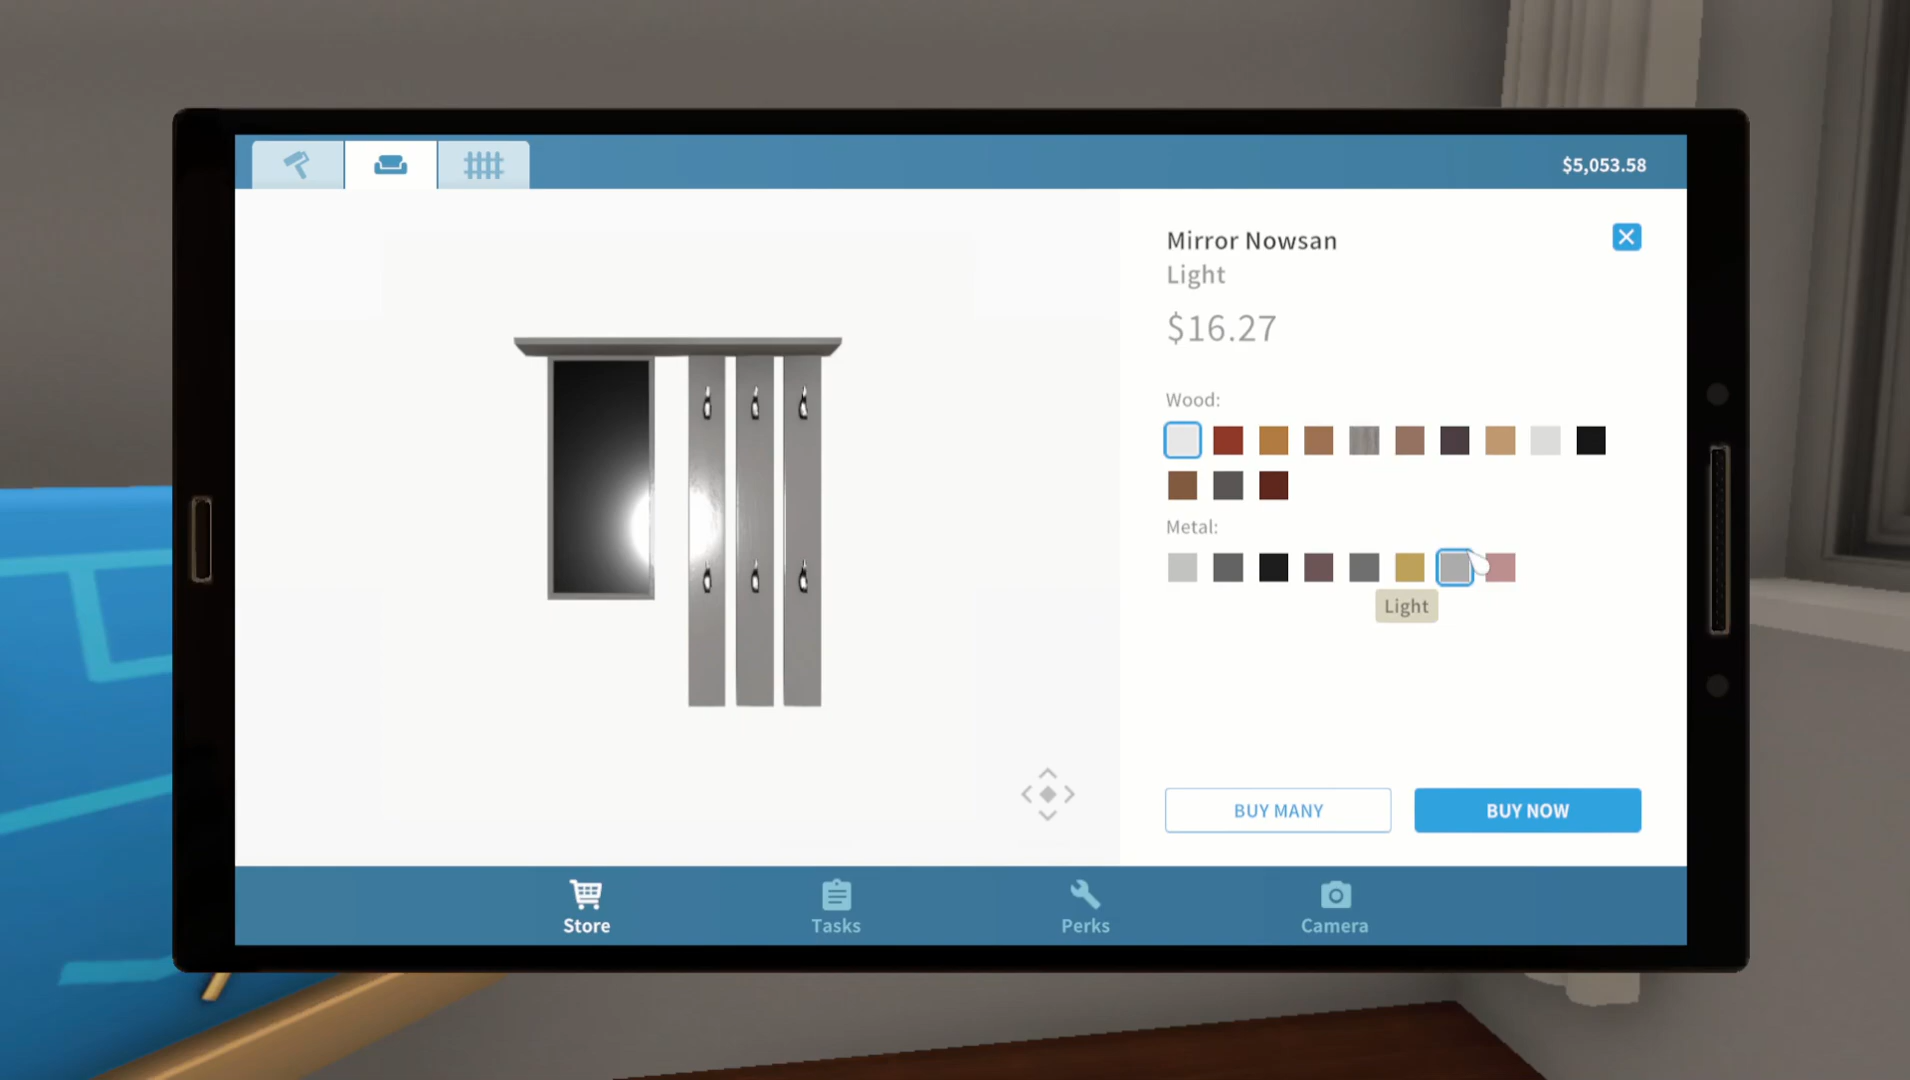 $5,053.58
Mirror Nowsan
Light
$16.27
Wood:
Metal:
Light
BUY MANY
BUY NOW
Store
Tasks
Perks
Camera